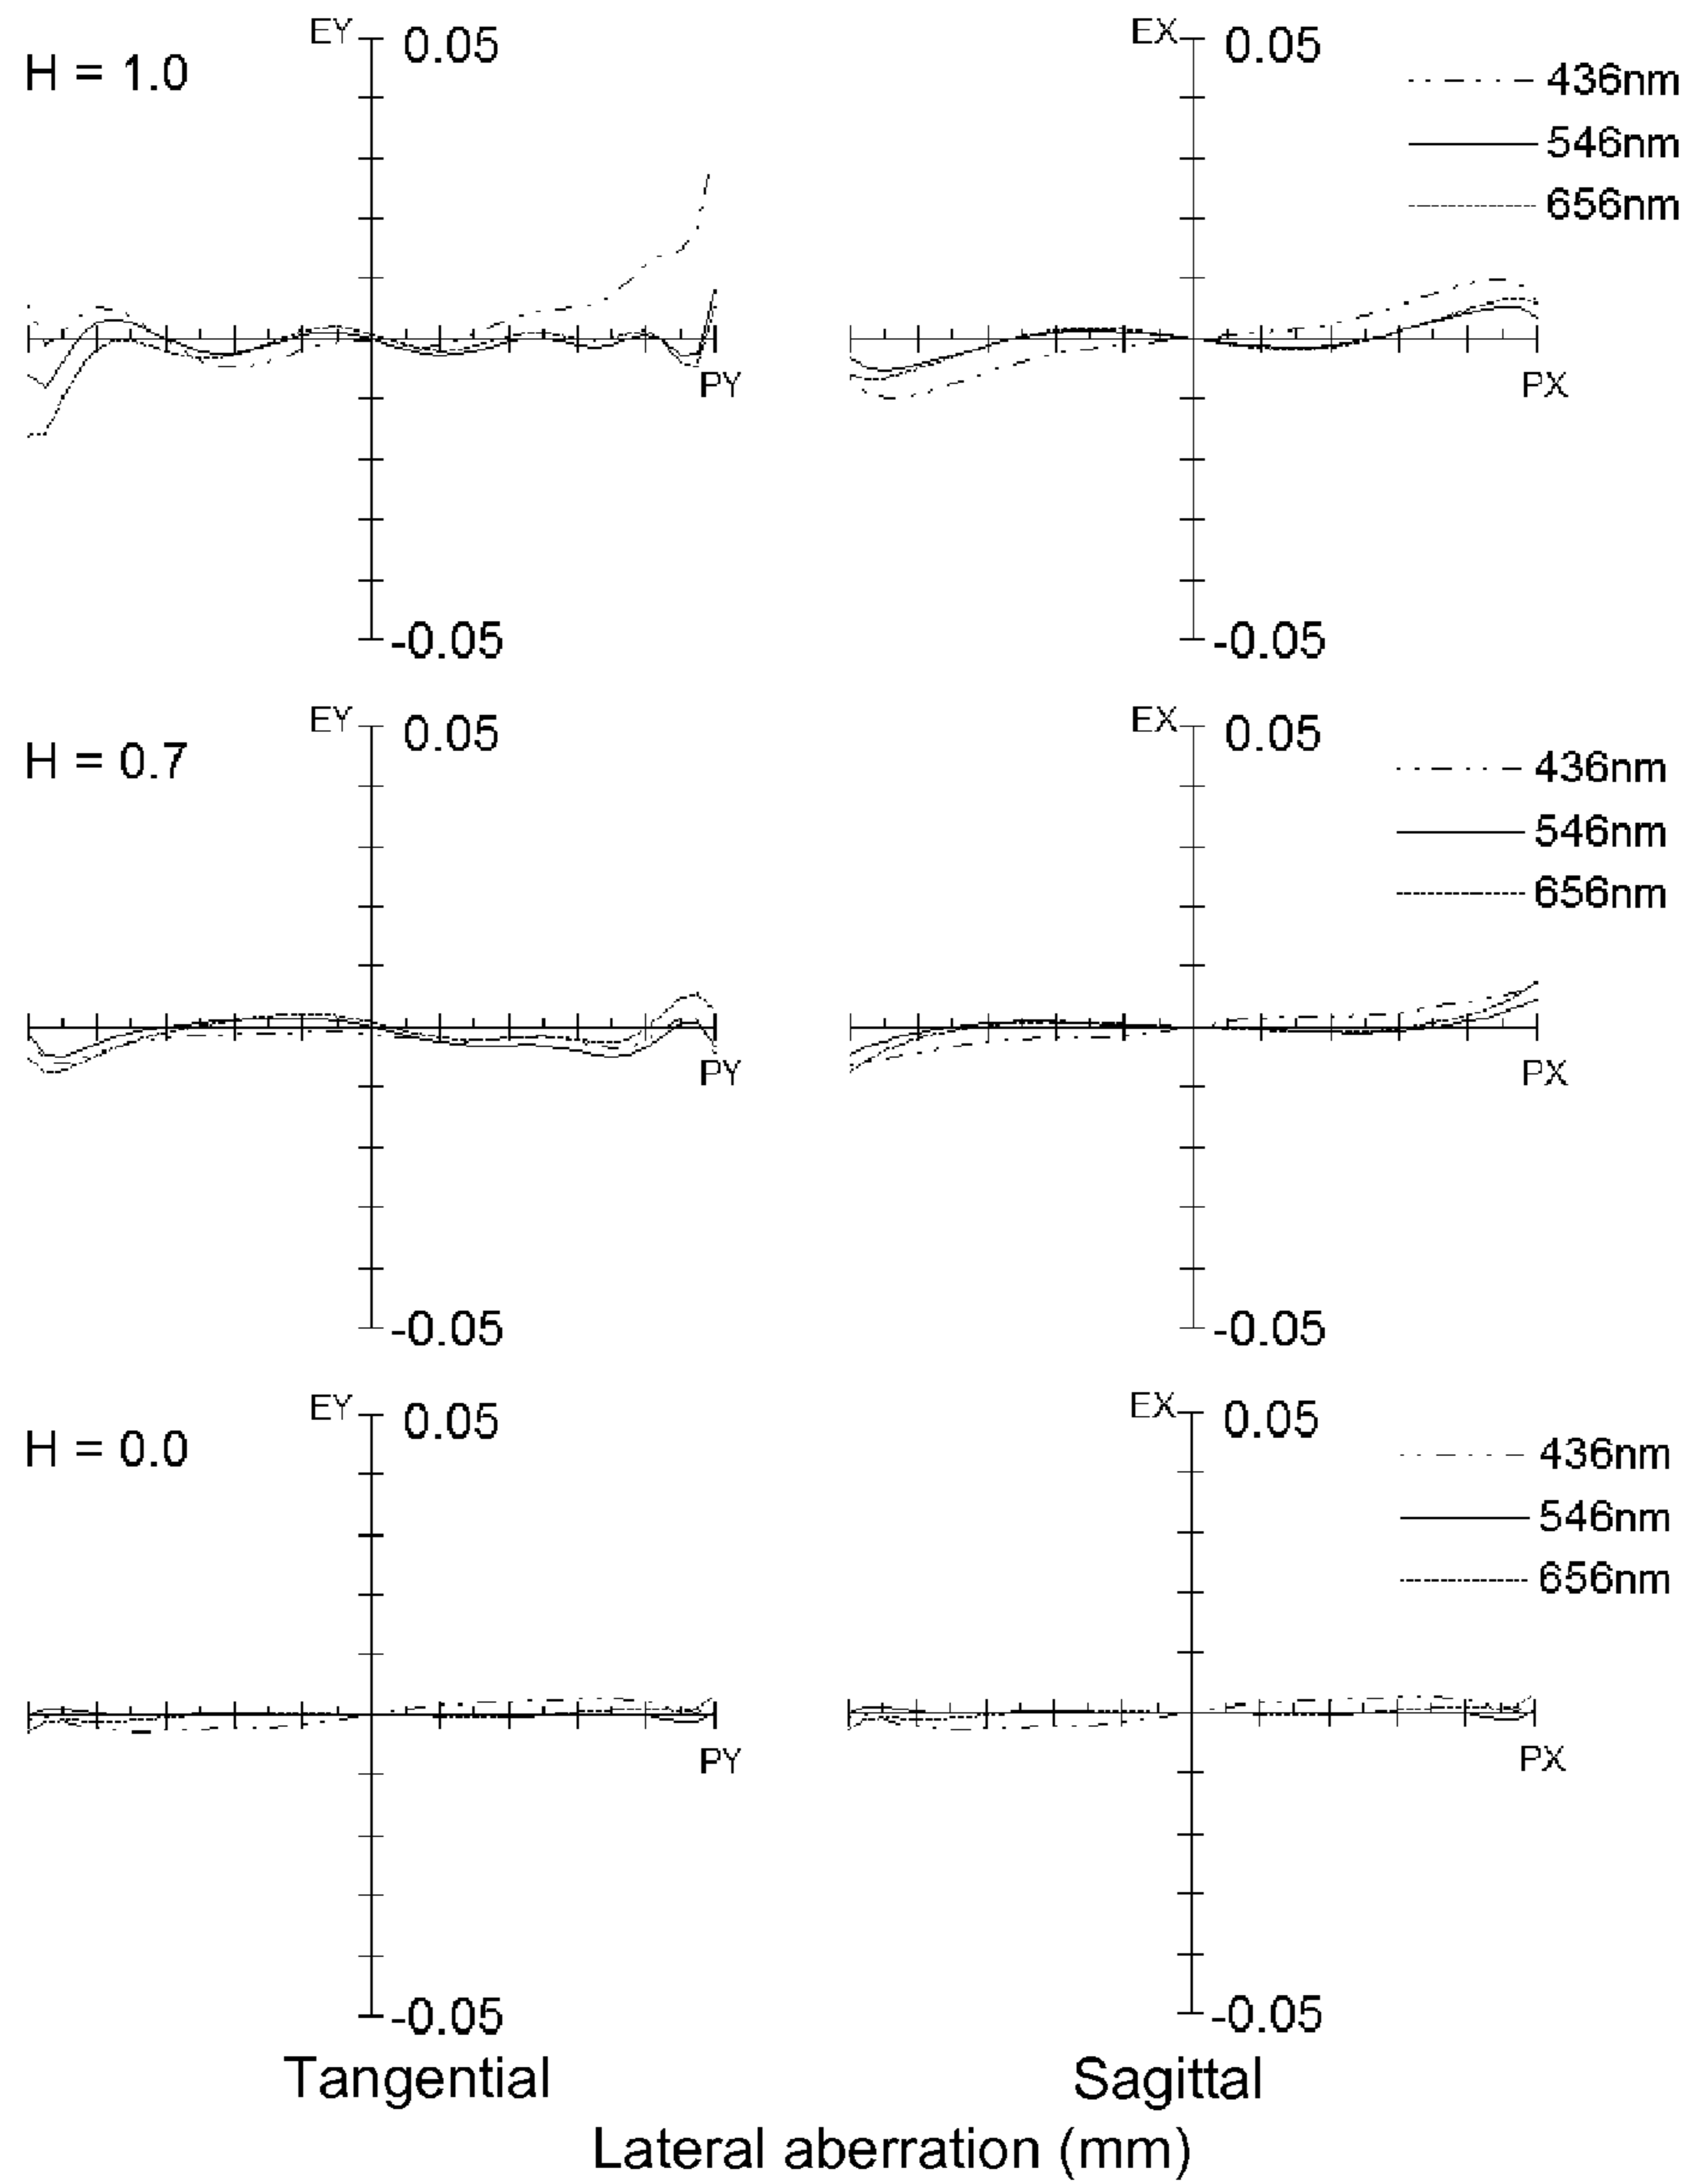 EY 0.05 EX 0.05
H = 1.0
436nm
546nm
656nm
PY PX
-0.05 -0.05
EY 0.05 EX 0.05
H = 0.7
436nm
546nm
656nm
PY PX
-0.05 -0.05
EY 0.05 EX 0.05
H = 0.0
436nm
546nm
656nm
PY PX
-0.05 -0.05
Tangential Sagittal
Lateral aberration (mm)